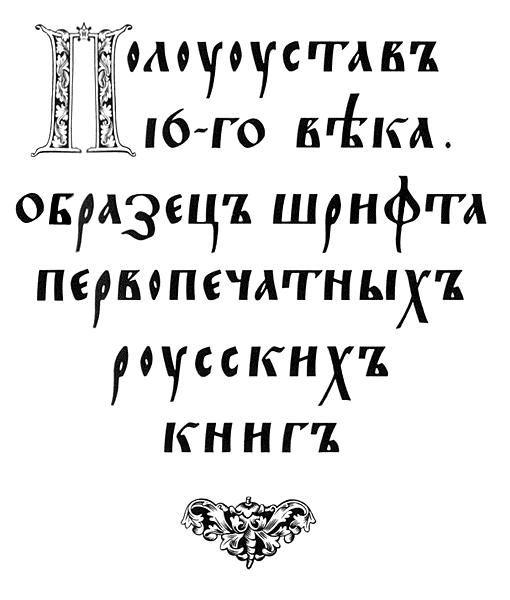 Полоуоуставъ
16-го вѣка.
образецъ шрифта
первопечатныхъ
роусскихъ
книгъ